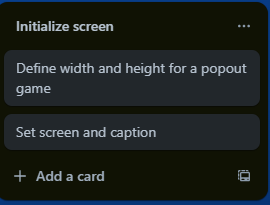 Initialize screen
Define width and height for a popout
game
Set screen and caption
Add a card